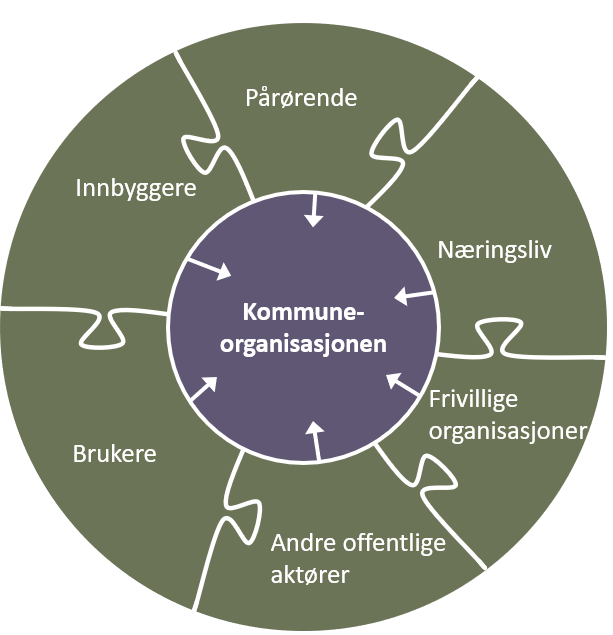 Pårørende
Næringsliv
Frivillige
organisasjoner
Andre offentlige
aktører
Brukere
Innbyggere
Kommune-
organisasjonen